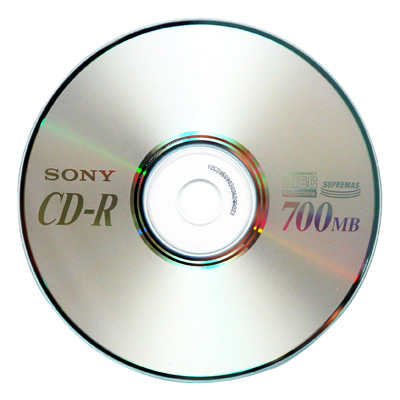 SONY
CD-R
SUPREMAS
700MB